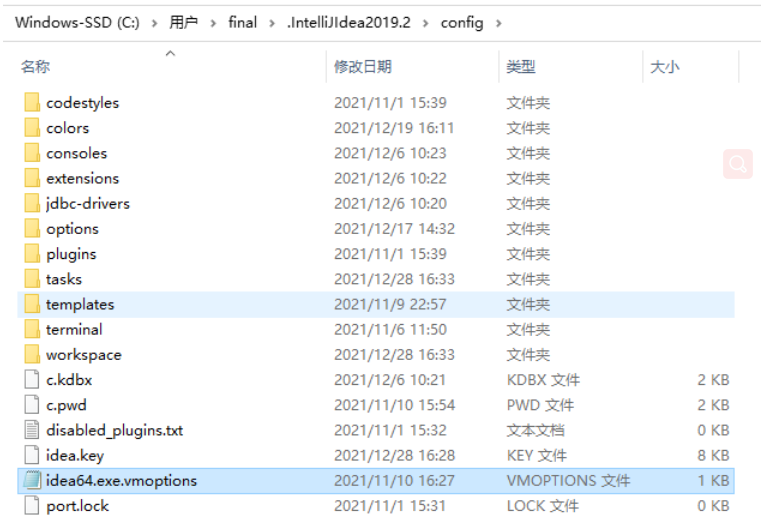 Windows-SSD (C:) > 用户 > final > .IntelliJIdea2019.2 > config >
名称 修改日期 类型 大小
codestyles 2021/11/1 15:39 文件夹
colors 2021/12/19 16:11 文件夹
consoles 2021/12/6 10:23 文件夹
extensions 2021/12/6 10:22 文件夹
jdbc-drivers 2021/12/6 10:20 文件夹
options 2021/12/17 14:32 文件夹
plugins 2021/11/1 15:39 文件夹
tasks 2021/12/28 16:33 文件夹
templates 2021/11/9 22:57 文件夹
terminal 2021/11/6 11:50 文件夹
workspace 2021/12/28 16:33 文件夹
c.kdbx 2021/12/6 10:21 KDBX 文件 2 KB
c.pwd 2021/11/10 15:54 PWD 文件 2 KB
disabled_plugins.txt 2021/11/1 15:32 文本文档 0 KB
idea.key 2021/12/28 16:28 KEY 文件 8 KB
idea64.exe.vmoptions 2021/11/10 16:27 VMOPTIONS 文件 1 KB
port.lock 2021/11/1 15:31 LOCK 文件 0 KB